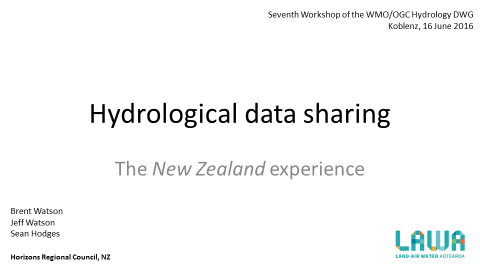 Seventh Workshop of the WMO/OGC Hydrology DWG
Koblenz, 16 June 2016
Hydrological data sharing
The New Zealand experience
Brent Watson
Jeff Watson
Sean Hodges
Horizons Regional Council, NZ
LAWA
LAND AIR WATER AOTEAROA